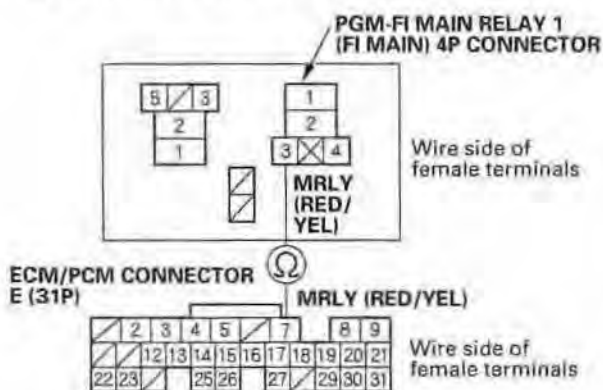 PGM-FI MAIN RELAY 1
(FI MAIN) 4P CONNECTOR
5 3
1
2
2
1
3 4
Wire side of
female terminals
MRLY
(RED/
YEL)
Ω
ECM/PCM CONNECTOR
E (31P)
MRLY (RED/YEL)
2 3 4 5 7 8 9
12 13 14 15 16 17 18 19 20 21
22 23 25 26 27 29 30 31
Wire side of
female terminals